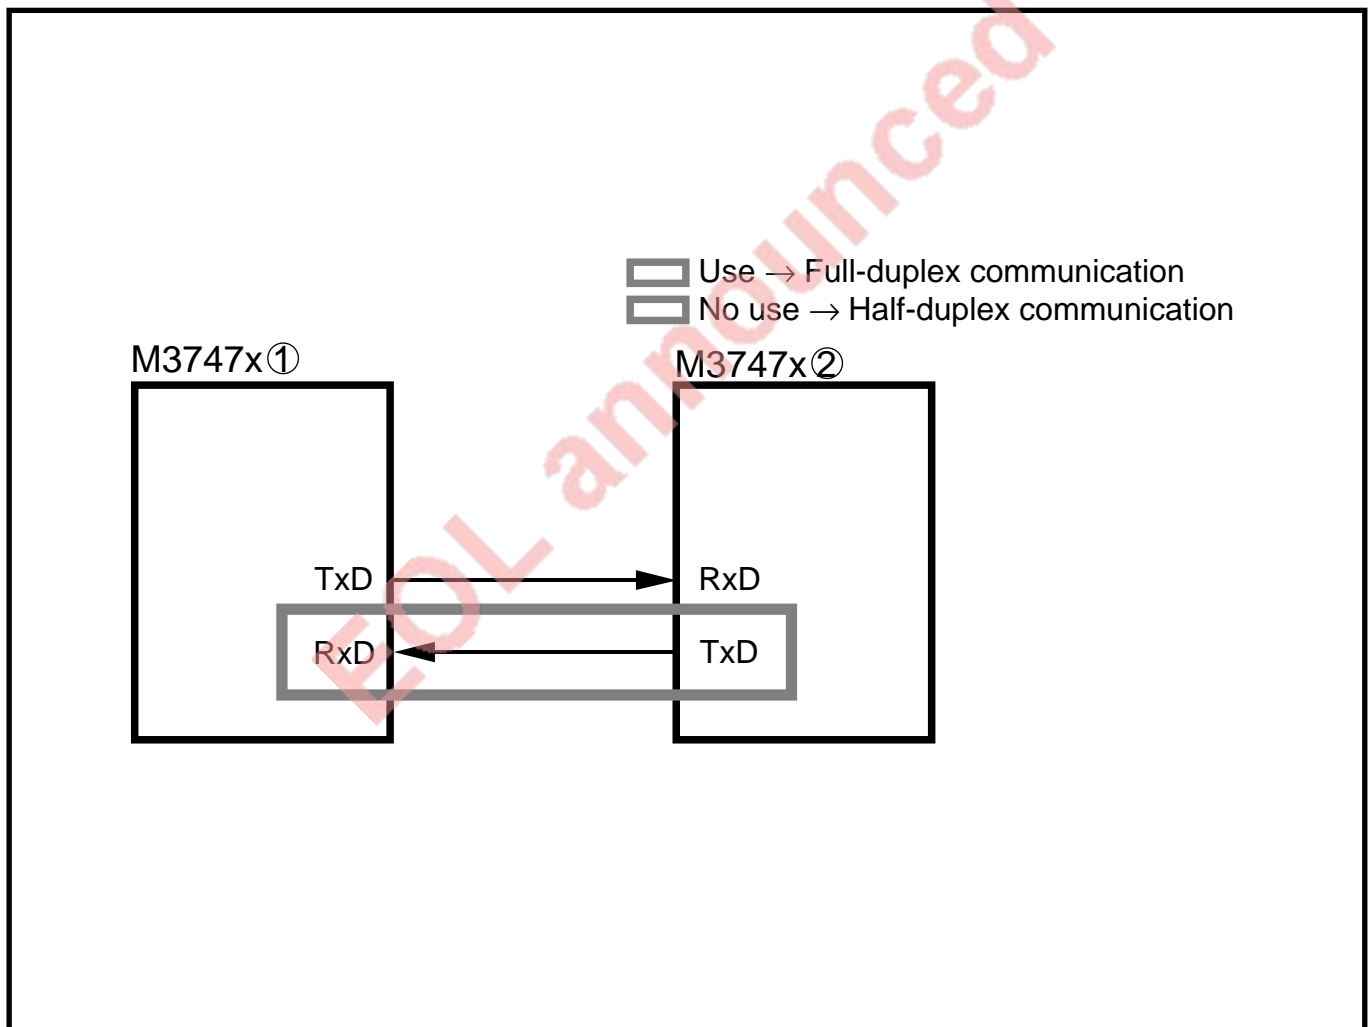 Use → Full-duplex communication
No use → Half-duplex communication
M3747x①
M3747x②
TxD
RxD
RxD
TxD
EOL announced